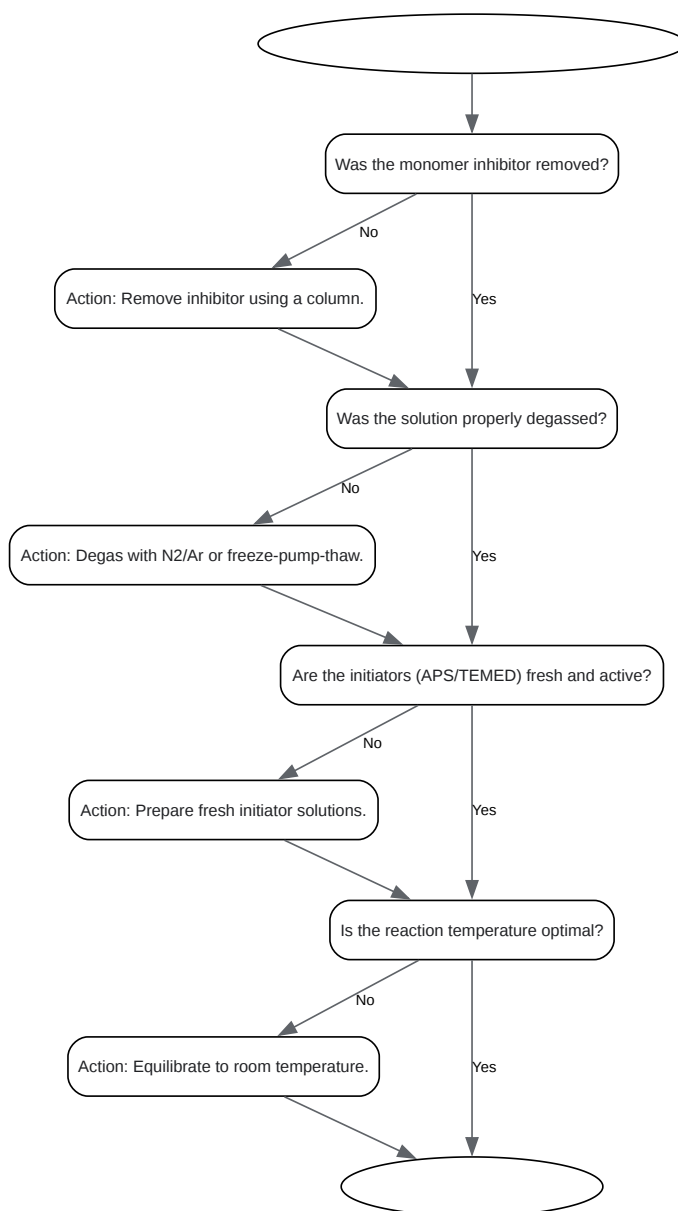 Was the monomer inhibitor removed?
No
Action: Remove inhibitor using a column.
Yes
Was the solution properly degassed?
No
Action: Degas with N2/Ar or freeze-pump-thaw.
Yes
Are the initiators (APS/TEMED) fresh and active?
No
Action: Prepare fresh initiator solutions.
Yes
Is the reaction temperature optimal?
No
Action: Equilibrate to room temperature.
Yes